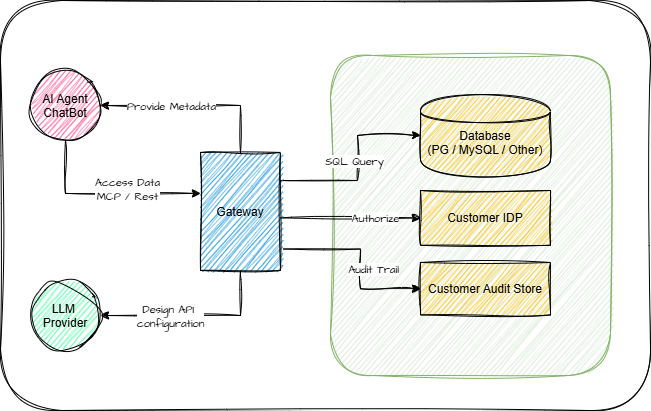 AI Agent
ChatBot
Provide Metadata
Access Data
MCP / Rest
Gateway
LLM
Provider
Design API
configuration
SQL Query
Authorize
Audit Trail
Database
(PG / MySQL / Other)
Customer IDP
Customer Audit Store